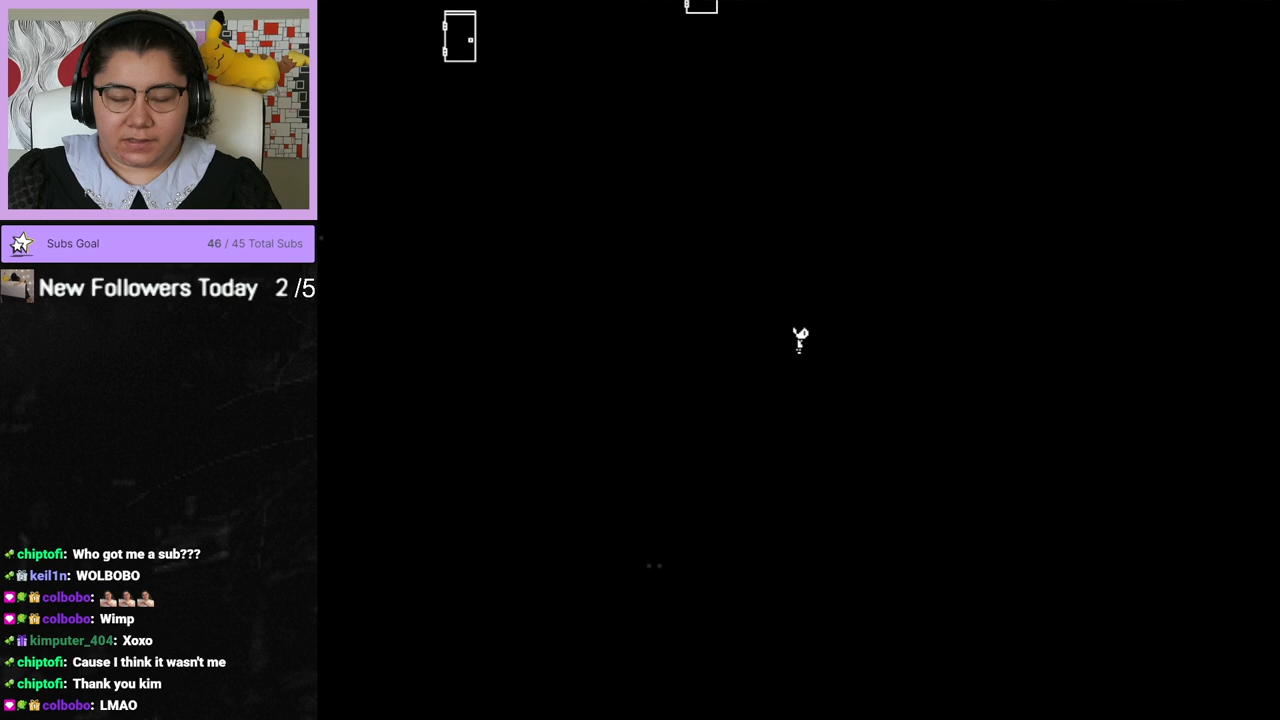 Subs Goal 46 / 45 Total Subs
New Followers Today 2 /5
chiptofi: Who got me a sub???
keil1n: WOLBOBO
colbobo:
colbobo: Wimp
kimputer_404: Xoxo
chiptofi: Cause I think it wasn't me
chiptofi: Thank you kim
colbobo: LMAO